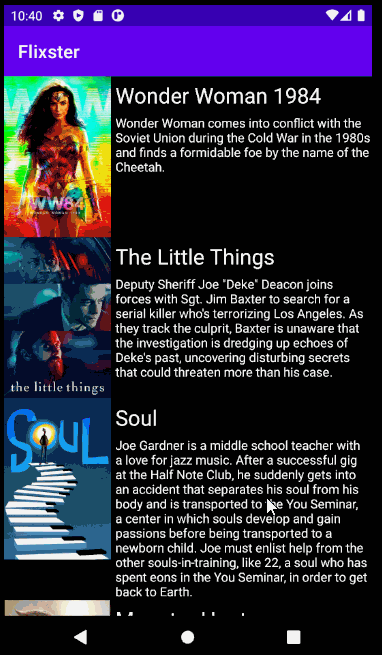 10:40
Flixster
WW84
Wonder Woman 1984
Wonder Woman comes into conflict with the
Soviet Union during the Cold War in the 1980s
and finds a formidable foe by the name of the
Cheetah.
the little things
The Little Things
Deputy Sheriff Joe "Deke" Deacon joins
forces with Sgt. Jim Baxter to search for a
serial killer who's terrorizing Los Angeles. As
they track the culprit, Baxter is unaware that
the investigation is dredging up echoes of
Deke's past, uncovering disturbing secrets
that could threaten more than his case.
SOUL
Soul
Joe Gardner is a middle school teacher with
a love for jazz music. After a successful gig
at the Half Note Club, he suddenly gets into
an accident that separates his soul from his
body and is transported to the You Seminar,
a center in which souls develop and gain
passions before being transported to a
newborn child. Joe must enlist help from the
other souls-in-training, like 22, a soul who has
spent eons in the You Seminar, in order to get
back to Earth.